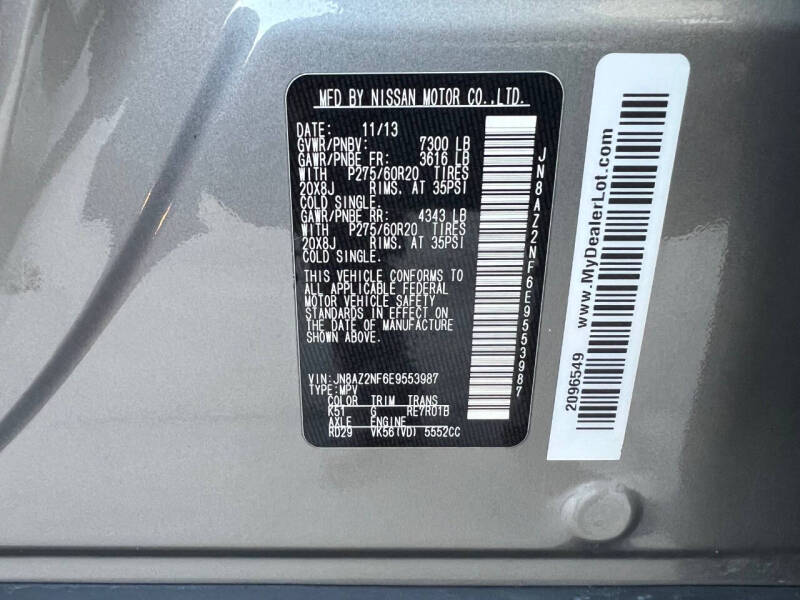 MFD BY NISSAN MOTOR CO.,LTD.
DATE: 11/13
GVWR/PNBV: 7300 LB
GAWR/PNBE FR: 3616 LB
WITH P275/60R20 TIRES
20X8J RIMS, AT 35PSI
COLD SINGLE.
GAWR/PNBE RR: 4343 LB
WITH P275/60R20 TIRES
20X8J RIMS, AT 35PSI
COLD SINGLE.
THIS VEHICLE CONFORMS TO
ALL APPLICABLE FEDERAL
MOTOR VEHICLE SAFETY
STANDARDS IN EFFECT ON
THE DATE OF MANUFACTURE
SHOWN ABOVE.
VIN:JN8AZ2NF6E9553987
TYPE:MPV
COLOR TRIM TRANS
K51 G RE7R01B
AXLE ENGINE
RD29 VK56(VD) 5552CC
JN8AZ2NF6E9553987
2096549 www.MyDealerLot.com